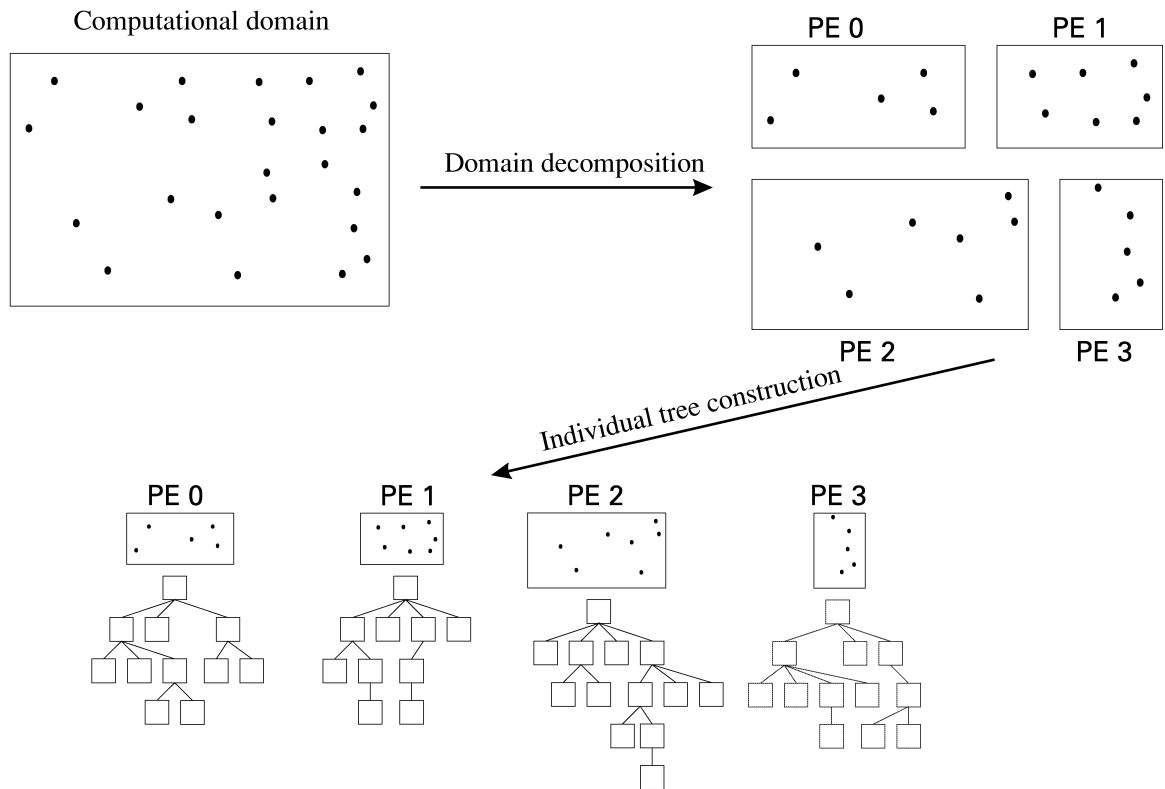 Computational domain
PE 0
PE 1
Domain decomposition
PE 2
PE 3
Individual tree construction
PE 0
PE 1
PE 2
PE 3